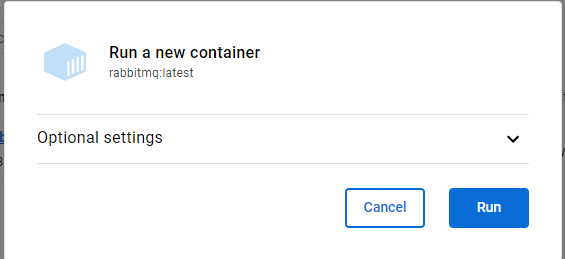 Run a new container
rabbitmq:latest
Optional settings
Cancel
Run